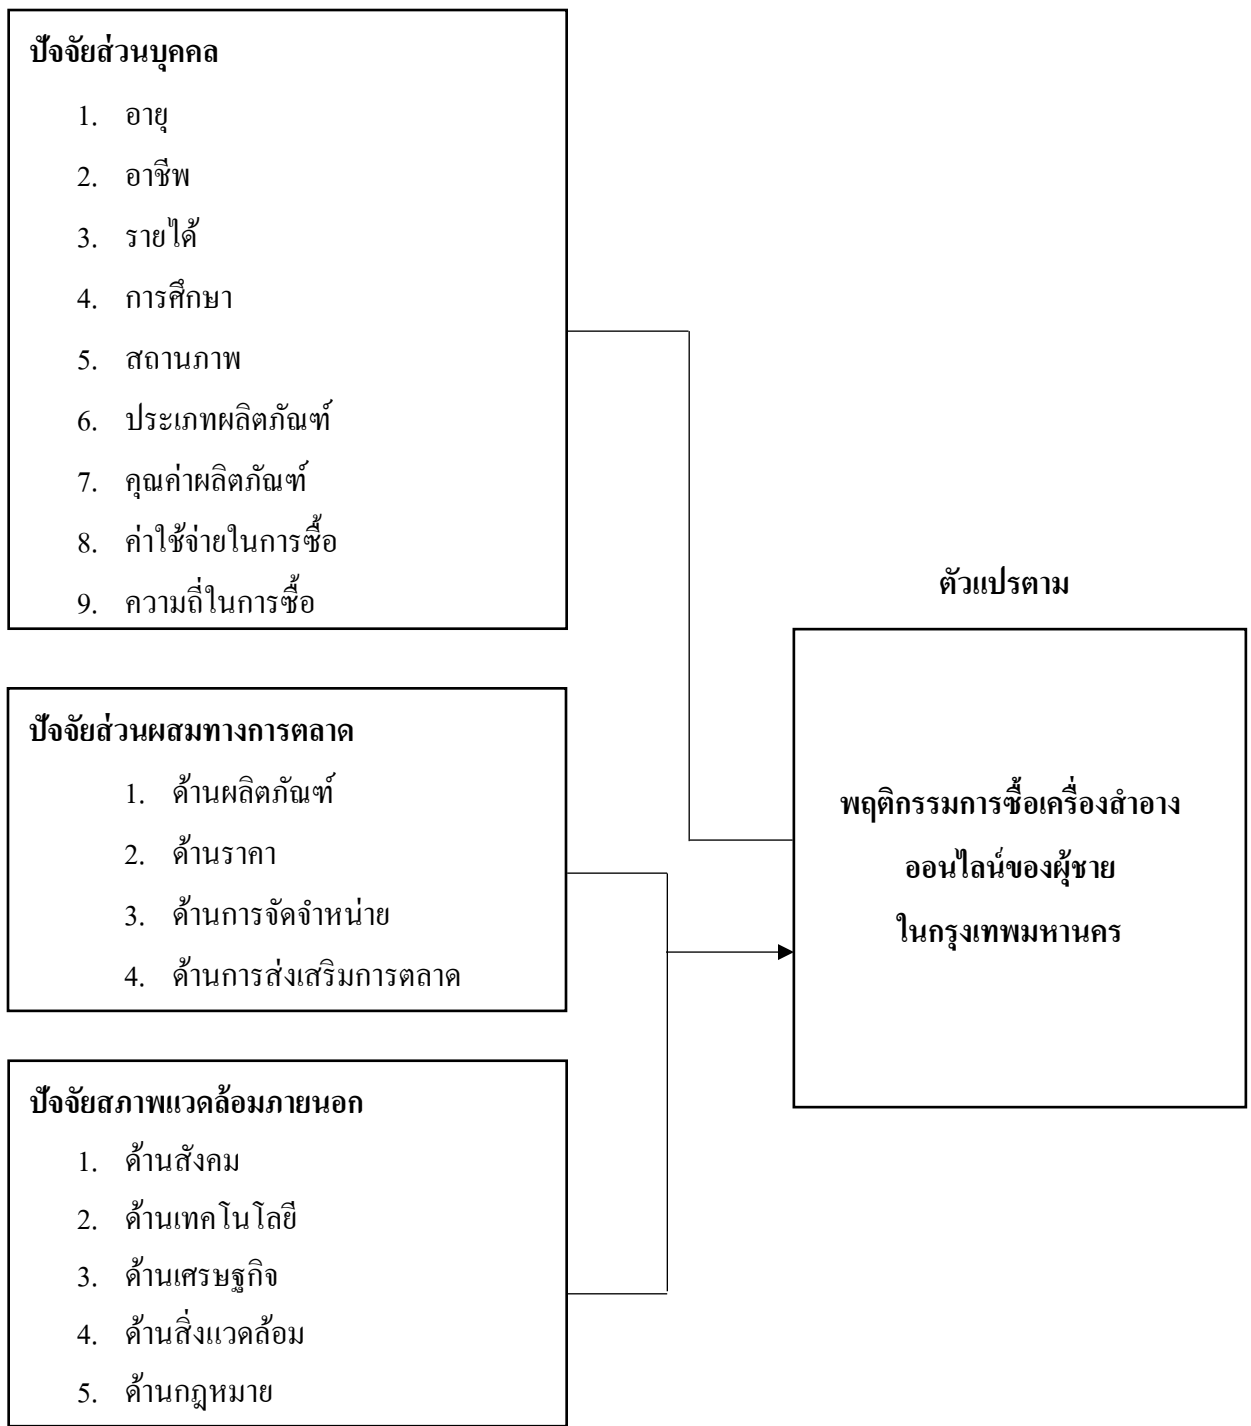 ปัจจัยส่วนบุคคล
1. อายุ
2. อาชีพ
3. รายได้
4. การศึกษา
5. สถานภาพ
6. ประเภทผลิตภัณฑ์
7. คุณค่าผลิตภัณฑ์
8. ค่าใช้จ่ายในการซื้อ
9. ความถี่ในการซื้อ
ปัจจัยส่วนผสมทางการตลาด
1. ด้านผลิตภัณฑ์
2. ด้านราคา
3. ด้านการจัดจำหน่าย
4. ด้านการส่งเสริมการตลาด
ปัจจัยสภาพแวดล้อมภายนอก
1. ด้านสังคม
2. ด้านเทคโนโลยี
3. ด้านเศรษฐกิจ
4. ด้านสิ่งแวดล้อม
5. ด้านกฎหมาย
ตัวแปรตาม
พฤติกรรมการซื้อเครื่องสำอาง
ออนไลน์ของผุ้ชาย
ในกรุงเทพมหานคร